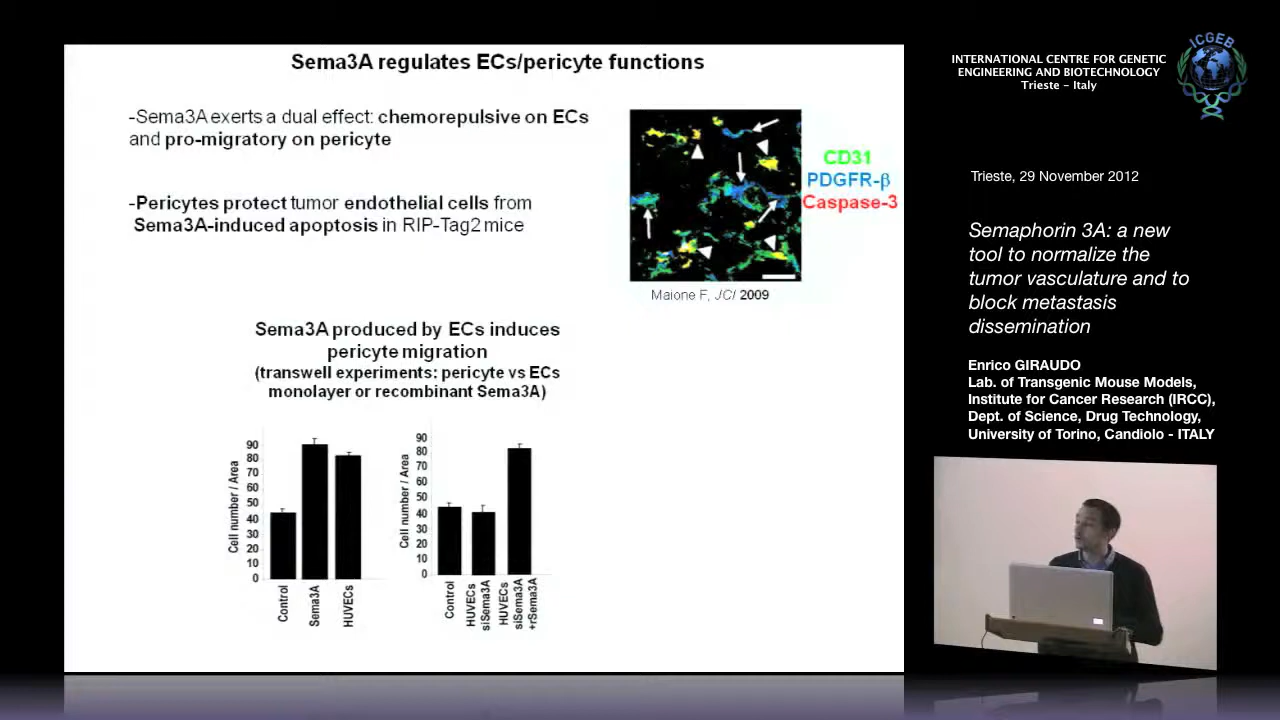 Sema3A regulates ECs/pericyte functions
-Sema3A exerts a dual effect: chemorepulsive on ECs
and pro-migratory on pericyte
-Pericytes protect tumor endothelial cells from
Sema3A-induced apoptosis in RIP-Tag2 mice
CD31
PDGFR-β
Caspase-3
Maione F, JCI 2009
Sema3A produced by ECs induces
pericyte migration
(transwell experiments: pericyte vs ECs
monolayer or recombinant Sema3A)
Cell number / Area
90
80
70
60
50
40
30
20
10
0
Control
Sema3A
HUVECs
Cell number / Area
90
80
70
60
50
40
30
20
10
0
Control
HUVECs
siSema3A
HUVECs
siSema3A
+rSema3A
INTERNATIONAL CENTRE FOR GENETIC
ENGINEERING AND BIOTECHNOLOGY
Trieste - Italy
ICGEB
Trieste, 29 November 2012
Semaphorin 3A: a new
tool to normalize the
tumor vasculature and to
block metastasis
dissemination
Enrico GIRAUDO
Lab. of Transgenic Mouse Models,
Institute for Cancer Research (IRCC),
Dept. of Science, Drug Technology,
University of Torino, Candiolo - ITALY